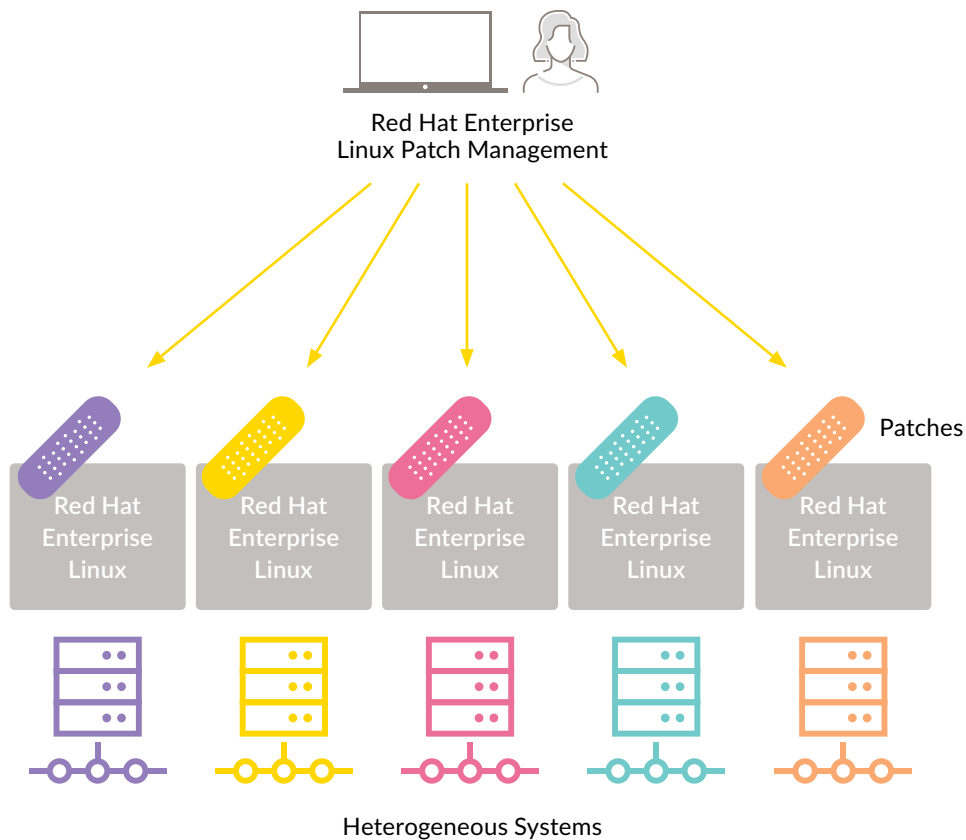 Red Hat Enterprise
Linux Patch Management
Patches
Red Hat
Enterprise
Linux
Red Hat
Enterprise
Linux
Red Hat
Enterprise
Linux
Red Hat
Enterprise
Linux
Red Hat
Enterprise
Linux
Heterogeneous Systems